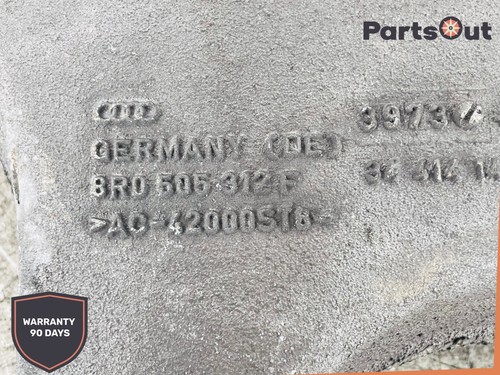 PartsOut
GERMANY (DE)
8R0 505 312 F
>AC-42000ST6<
WARRANTY
90 DAYS